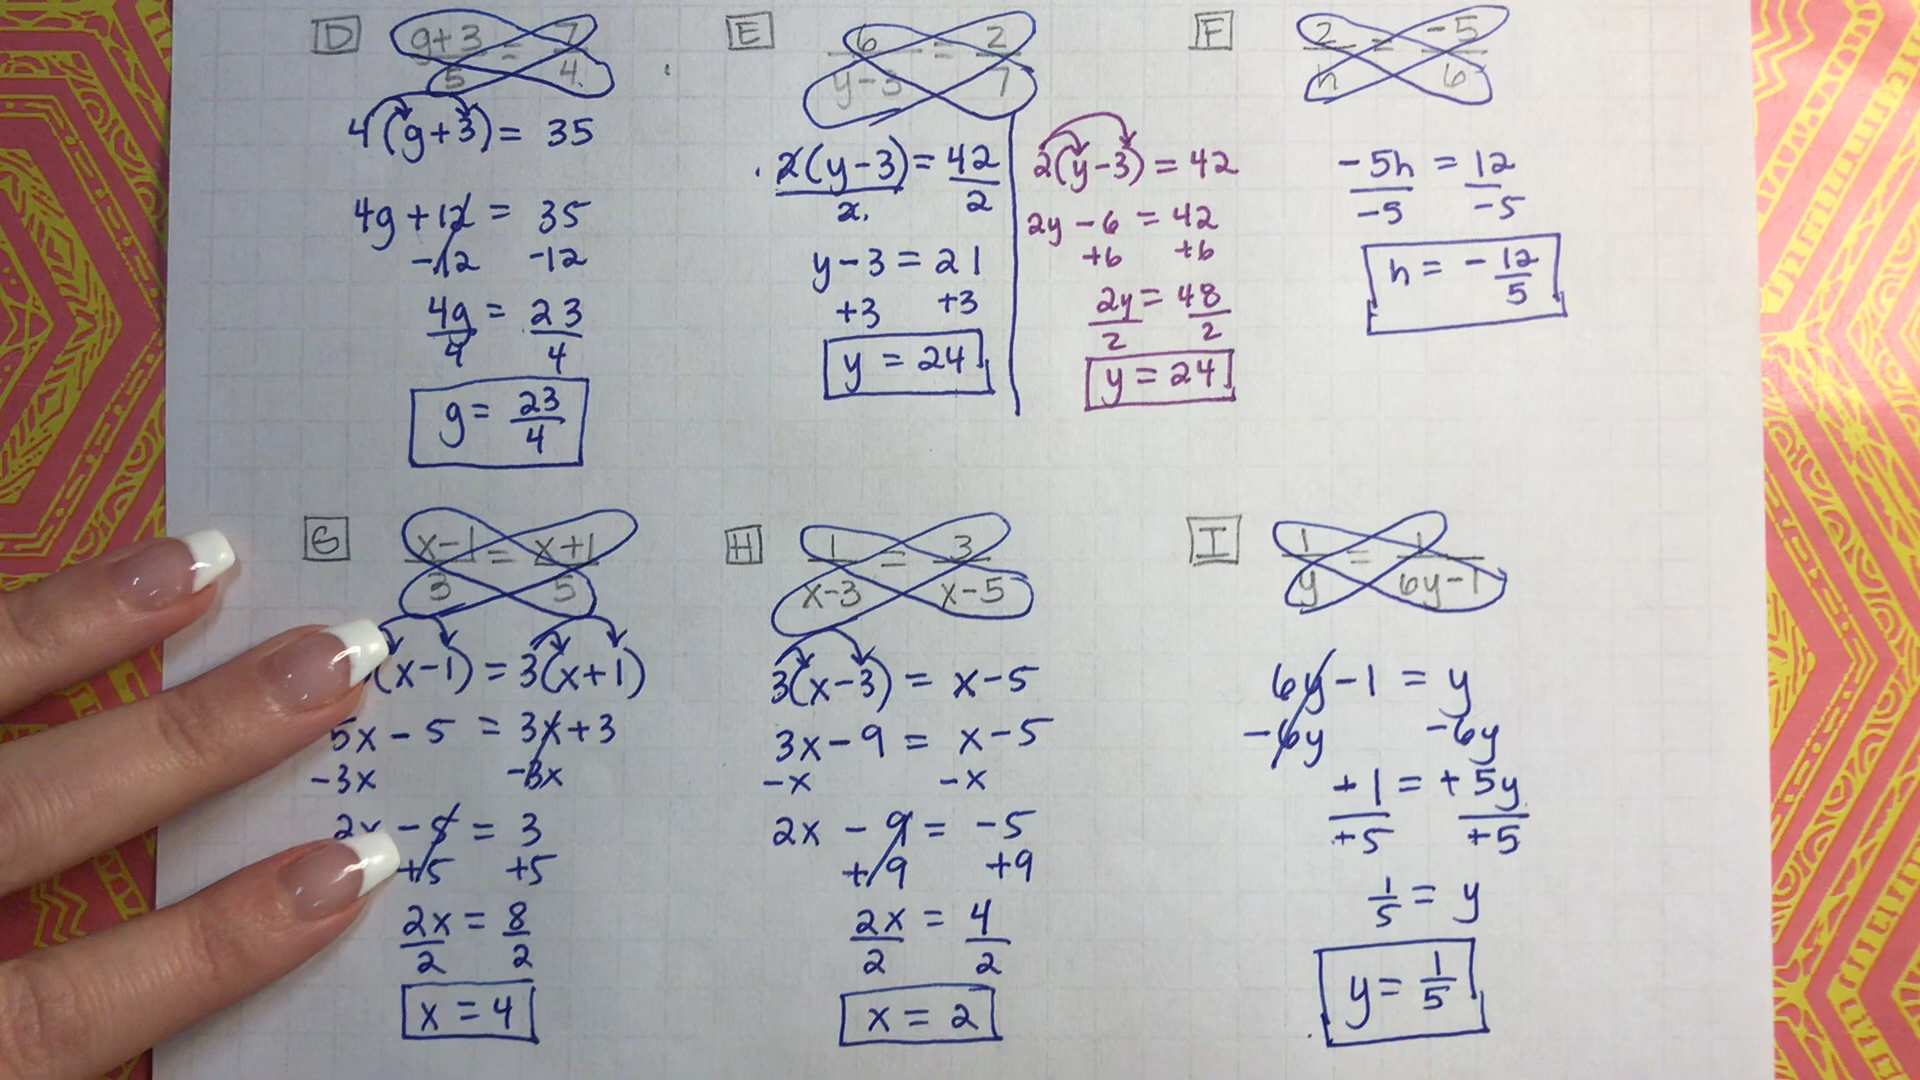 D
g+3/5 = 7/4
4(g+3) = 35
4g + 12 = 35
-12 -12
4g/4 = 23/4
g = 23/4
E
6/y-3 = 2/7
2(y-3)/2. = 42/2
y-3 = 21
+3 +3
y = 24
2(y-3) = 42
2y - 6 = 42
+6 +6
2y/2 = 48/2
y = 24
F
2/h = -5/6
-5h/-5 = 12/-5
h = -12/5
G
x-1/3 = x+1/5
(x-1) = 3(x+1)
5x - 5 = 3x + 3
-3x -3x
2x - 5 = 3
+5 +5
2x/2 = 8/2
x = 4
H
1/x-3 = 3/x-5
3(x-3) = x-5
3x-9 = x-5
-x -x
2x - 9 = -5
+9 +9
2x/2 = 4/2
x = 2
I
1/y = 1/6y-1
6y-1 = y
-6y -6y
+1/+5 = +5y/+5
1/5 = y
y = 1/5